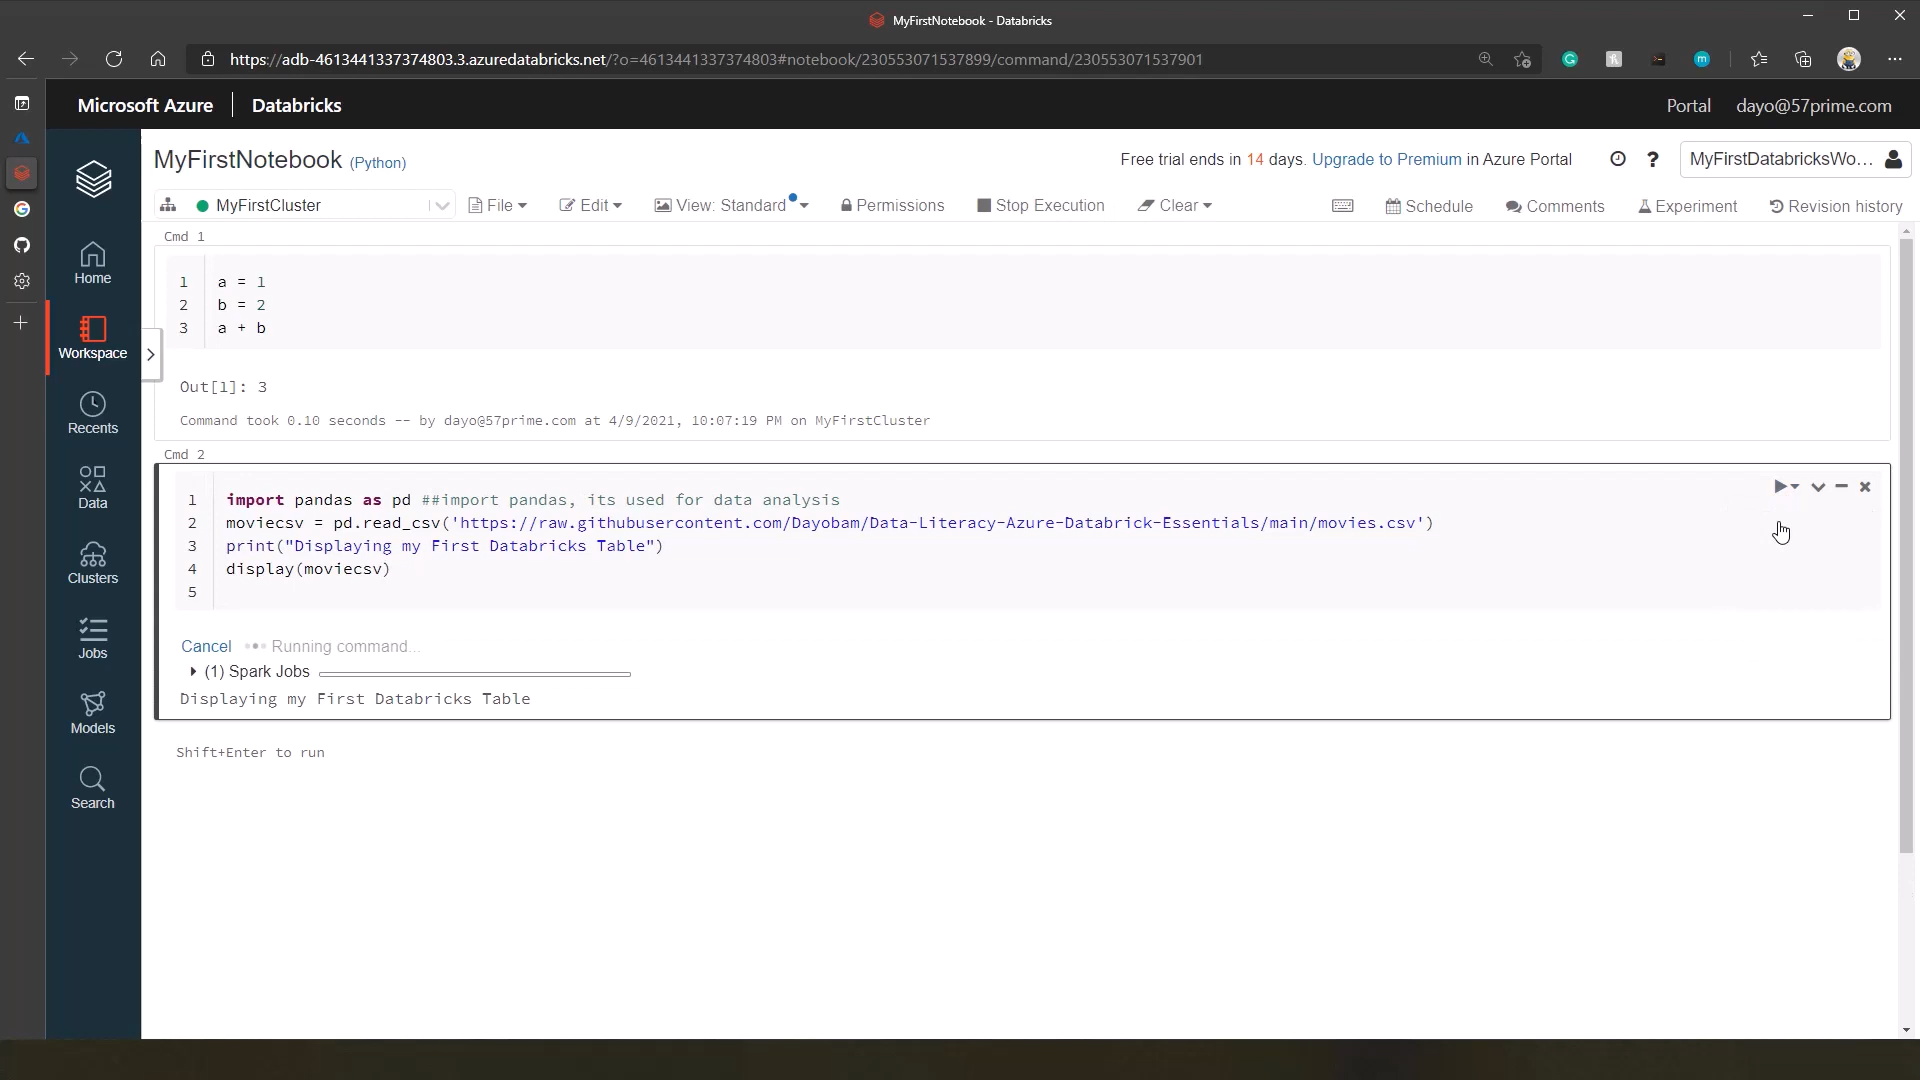 MyFirstNotebook - Databricks
https://adb-4613441337374803.3.azuredatabricks.net/?o=4613441337374803#notebook/230553071537899/command/230553071537901
Microsoft Azure Databricks Portal dayo@57prime.com
MyFirstNotebook (Python) Free trial ends in 14 days. Upgrade to Premium in Azure Portal ? MyFirstDatabricksWo...
MyFirstCluster File Edit View: Standard Permissions Stop Execution Clear Schedule Comments Experiment Revision history
Home
Workspace
Recents
Data
Clusters
Jobs
Models
Search
Cmd 1
1 a = 1
2 b = 2
3 a + b
Out[1]: 3
Command took 0.10 seconds -- by dayo@57prime.com at 4/9/2021, 10:07:19 PM on MyFirstCluster
Cmd 2
1 import pandas as pd ##import pandas, its used for data analysis
2 moviecsv = pd.read_csv('https://raw.githubusercontent.com/Dayobam/Data-Literacy-Azure-Databrick-Essentials/main/movies.csv')
3 print("Displaying my First Databricks Table")
4 display(moviecsv)
5
Cancel Running command...
(1) Spark Jobs
Displaying my First Databricks Table
Shift+Enter to run